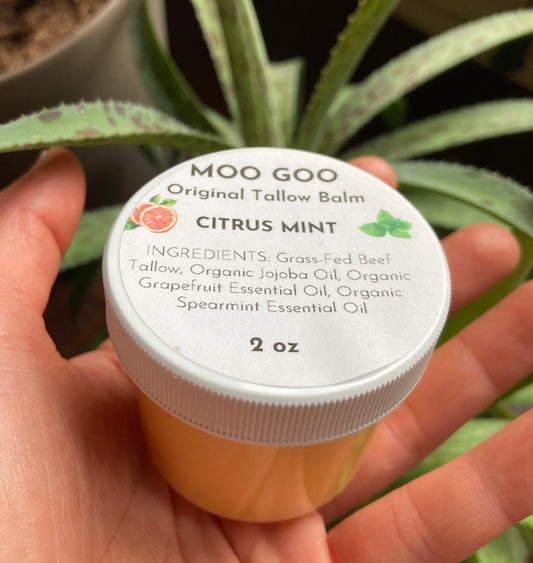 MOO GOO
Original Tallow Balm
CITRUS MINT
INGREDIENTS: Grass-Fed Beef
Tallow, Organic Jojoba Oil, Organic
Grapefruit Essential Oil, Organic
Spearmint Essential Oil
2 oz